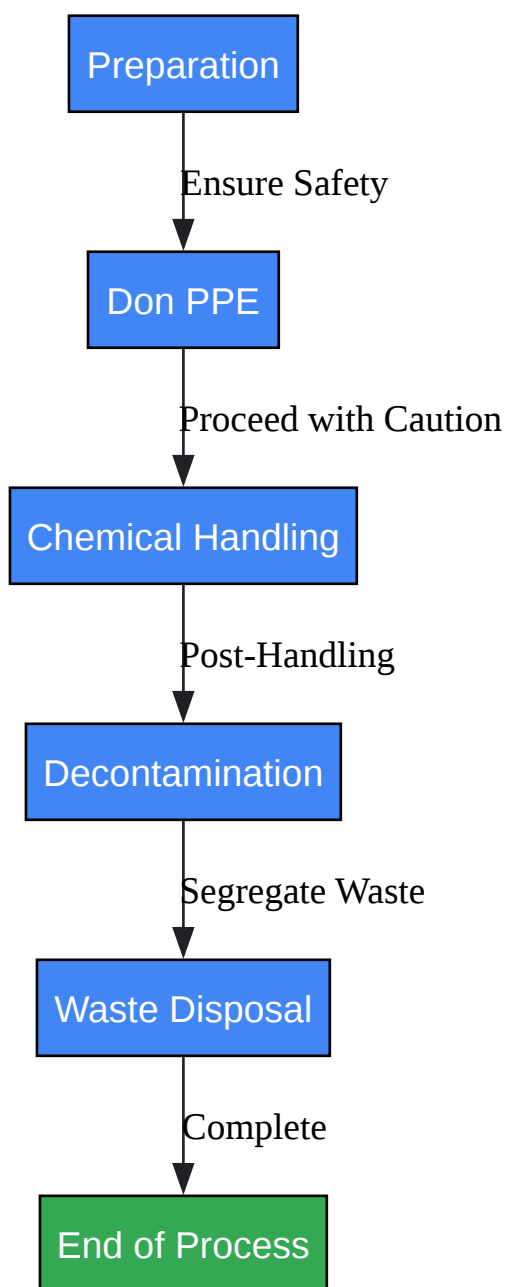 Preparation
Ensure Safety
Don PPE
Proceed with Caution
Chemical Handling
Post-Handling
Decontamination
Segregate Waste
Waste Disposal
Complete
End of Process